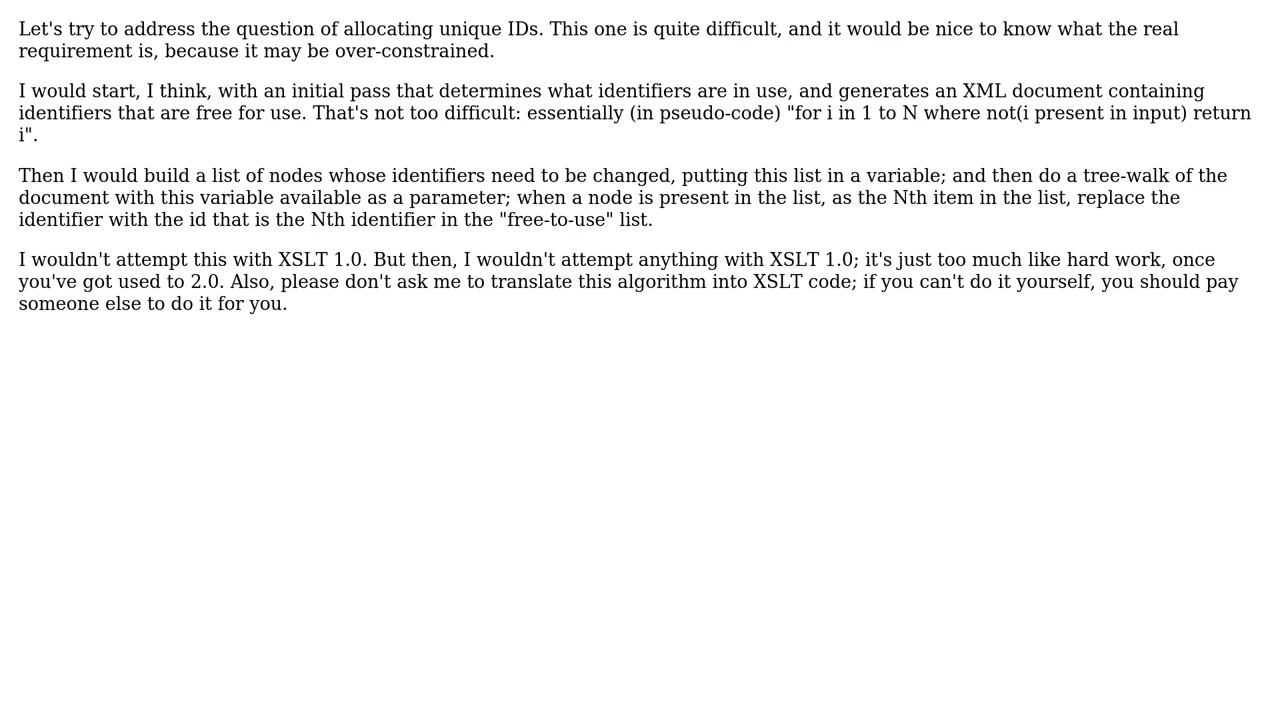 Let's try to address the question of allocating unique IDs. This one is quite difficult, and it would be nice to know what the real
requirement is, because it may be over-constrained.
I would start, I think, with an initial pass that determines what identifiers are in use, and generates an XML document containing
identifiers that are free for use. That's not too difficult: essentially (in pseudo-code) "for i in 1 to N where not(i present in input) return
i".
Then I would build a list of nodes whose identifiers need to be changed, putting this list in a variable; and then do a tree-walk of the
document with this variable available as a parameter; when a node is present in the list, as the Nth item in the list, replace the
identifier with the id that is the Nth identifier in the "free-to-use" list.
I wouldn't attempt this with XSLT 1.0. But then, I wouldn't attempt anything with XSLT 1.0; it's just too much like hard work, once
you've got used to 2.0. Also, please don't ask me to translate this algorithm into XSLT code; if you can't do it yourself, you should pay
someone else to do it for you.